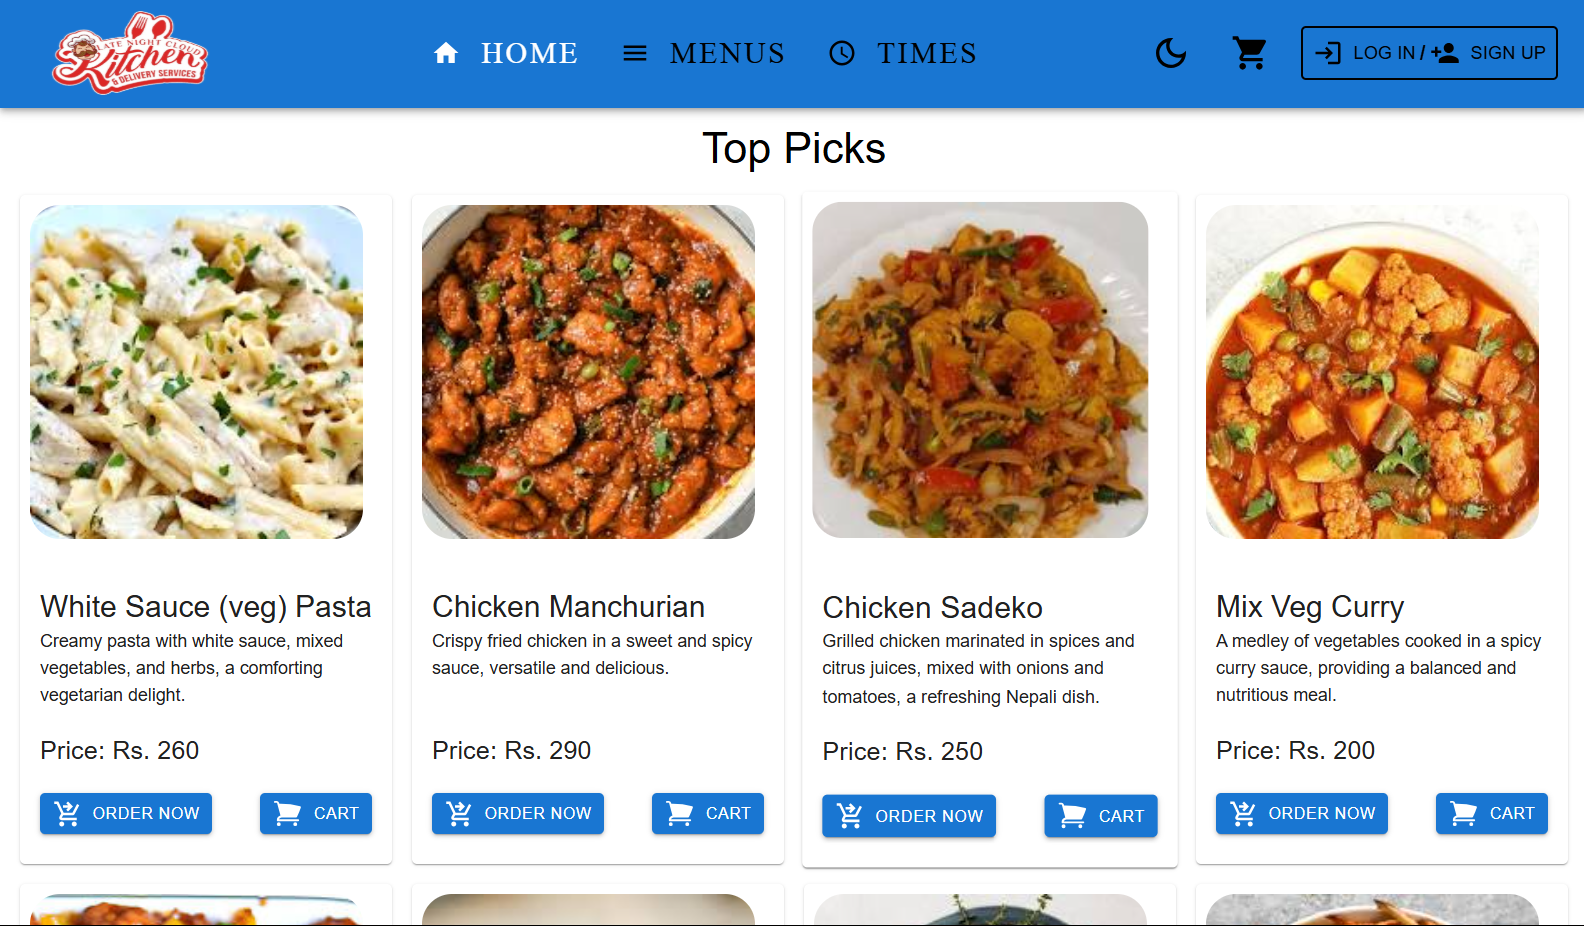 LATE NIGHT CLOUD
Kitchen
& DELIVERY SERVICES
HOME
MENUS
TIMES
LOG IN / SIGN UP
Top Picks
White Sauce (veg) Pasta
Creamy pasta with white sauce, mixed
vegetables, and herbs, a comforting
vegetarian delight.
Price: Rs. 260
ORDER NOW
CART
Chicken Manchurian
Crispy fried chicken in a sweet and spicy
sauce, versatile and delicious.
Price: Rs. 290
ORDER NOW
CART
Chicken Sadeko
Grilled chicken marinated in spices and
citrus juices, mixed with onions and
tomatoes, a refreshing Nepali dish.
Price: Rs. 250
ORDER NOW
CART
Mix Veg Curry
A medley of vegetables cooked in a spicy
curry sauce, providing a balanced and
nutritious meal.
Price: Rs. 200
ORDER NOW
CART